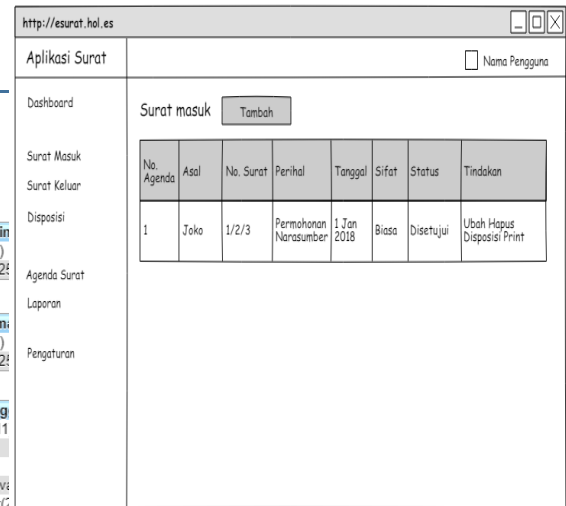 http://esurat.hol.es
Aplikasi Surat
Nama Pengguna
Dashboard
Surat Masuk
Surat Keluar
Disposisi
Agenda Surat
Laporan
Pengaturan
Surat masuk
Tambah
No. Agenda Asal No. Surat Perihal Tanggal Sifat Status Tindakan
1 Joko 1/2/3 Permohonan Narasumber 1 Jan 2018 Biasa Disetujui Ubah Hapus Disposisi Print